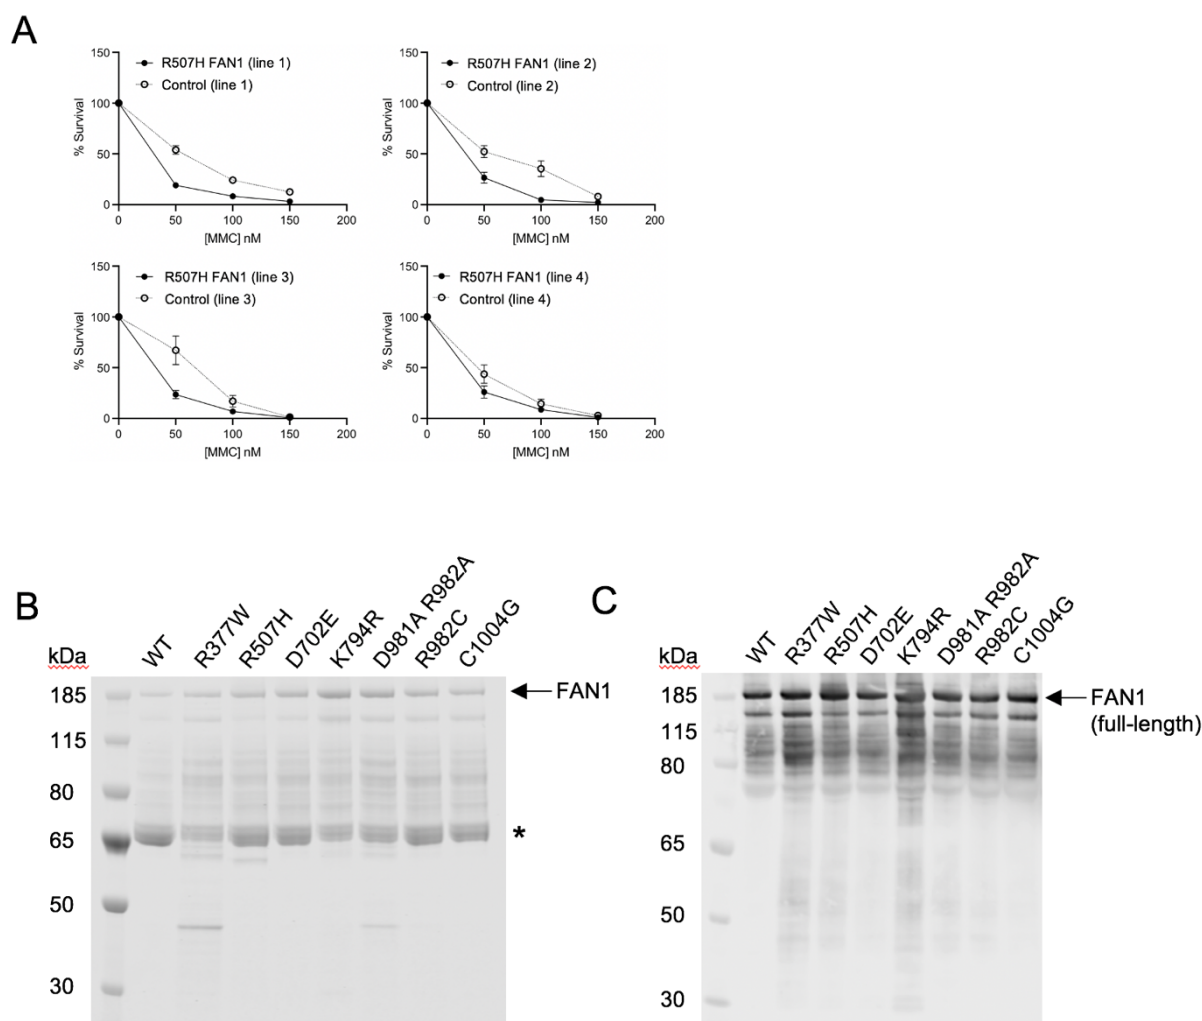 A
R507H FAN1 (line 1)
Control (line 1)
% Survival
150
100
50
0
0 50 100 150 200
[MMC] nM
R507H FAN1 (line 2)
Control (line 2)
% Survival
150
100
50
0
0 50 100 150 200
[MMC] nM
R507H FAN1 (line 3)
Control (line 3)
% Survival
150
100
50
0
0 50 100 150 200
[MMC] nM
R507H FAN1 (line 4)
Control (line 4)
% Survival
150
100
50
0
0 50 100 150 200
[MMC] nM
B
kDa
WT
R377W
R507H
D702E
K794R
D981A R982A
R982C
C1004G
185
115
80
65
50
30
FAN1
*
C
kDa
WT
R377W
R507H
D702E
K794R
D981A R982A
R982C
C1004G
185
115
80
65
50
30
FAN1
(full-length)